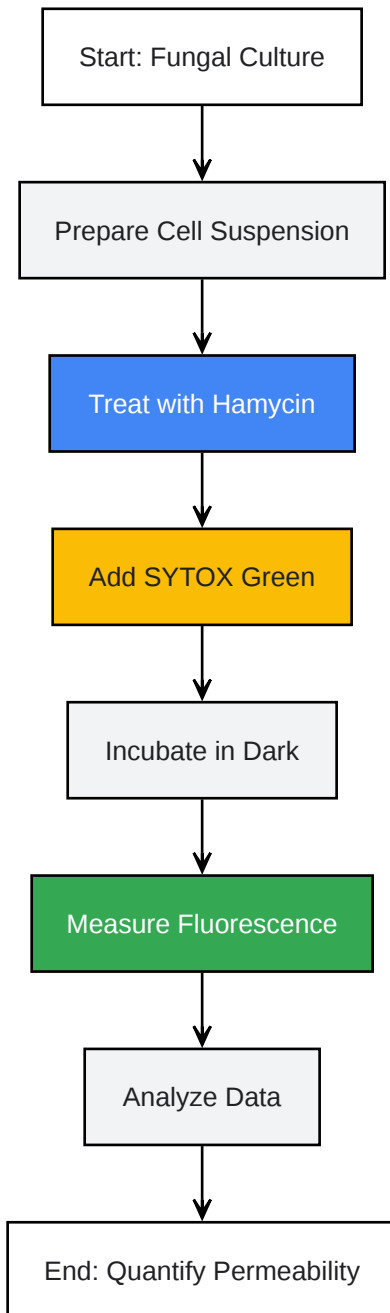 Start: Fungal Culture
Prepare Cell Suspension
Treat with Hamycin
Add SYTOX Green
Incubate in Dark
Measure Fluorescence
Analyze Data
End: Quantify Permeability